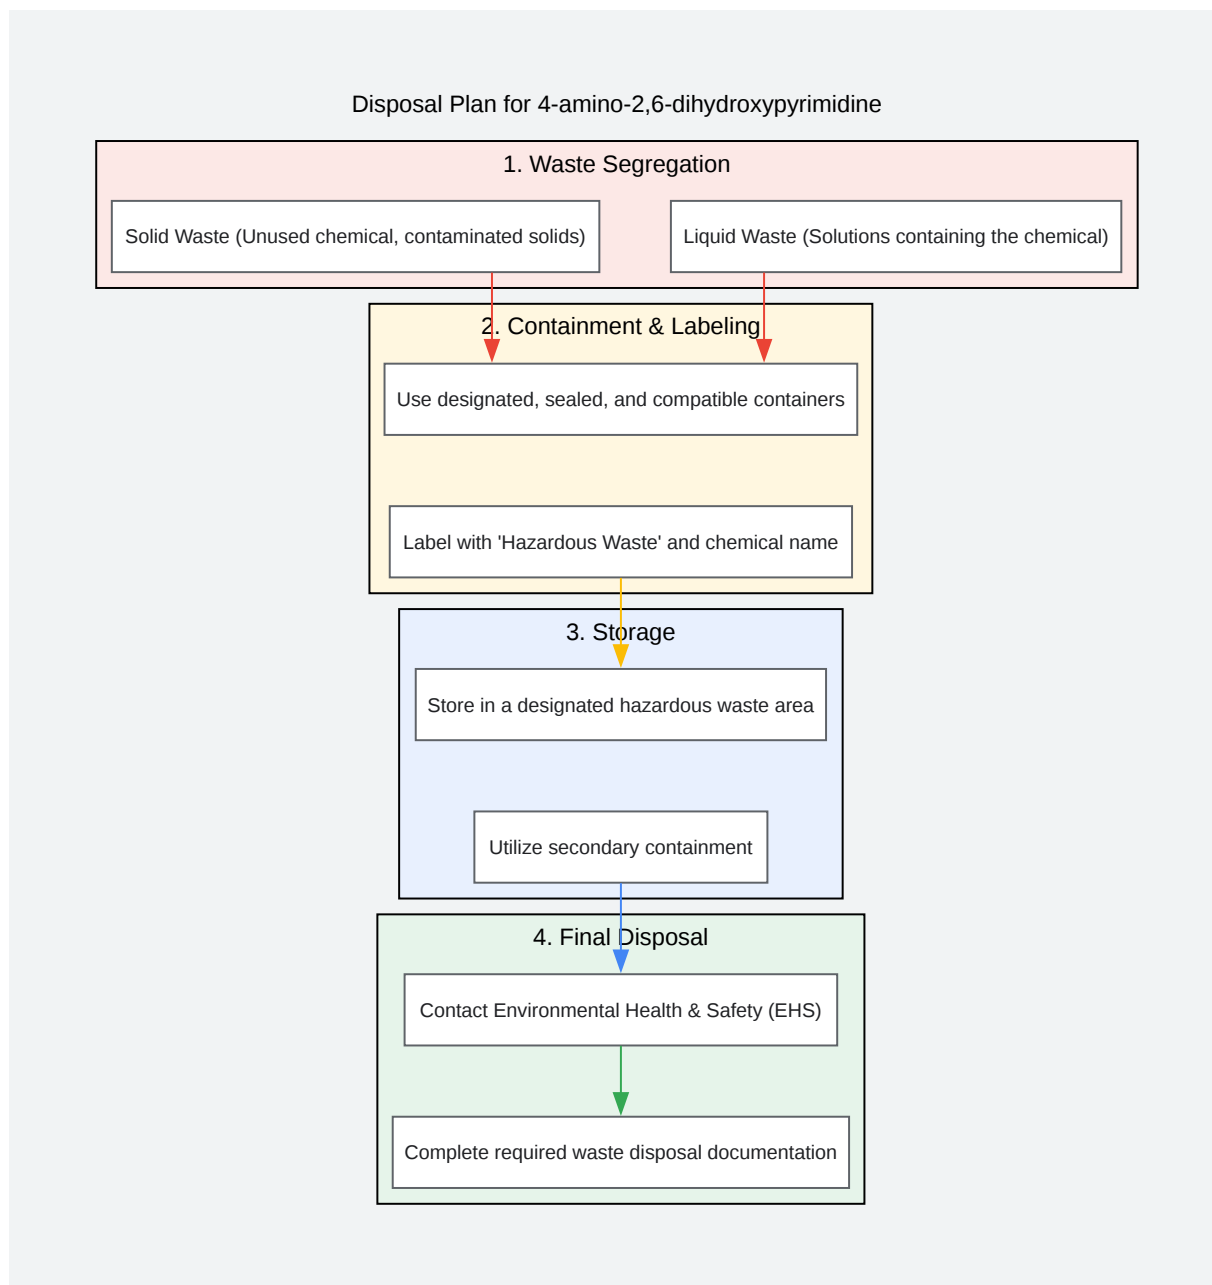 Disposal Plan for 4-amino-2,6-dihydroxypyrimidine
1. Waste Segregation
Solid Waste (Unused chemical, contaminated solids)
Liquid Waste (Solutions containing the chemical)
2. Containment & Labeling
Use designated, sealed, and compatible containers
Label with 'Hazardous Waste' and chemical name
3. Storage
Store in a designated hazardous waste area
Utilize secondary containment
4. Final Disposal
Contact Environmental Health & Safety (EHS)
Complete required waste disposal documentation